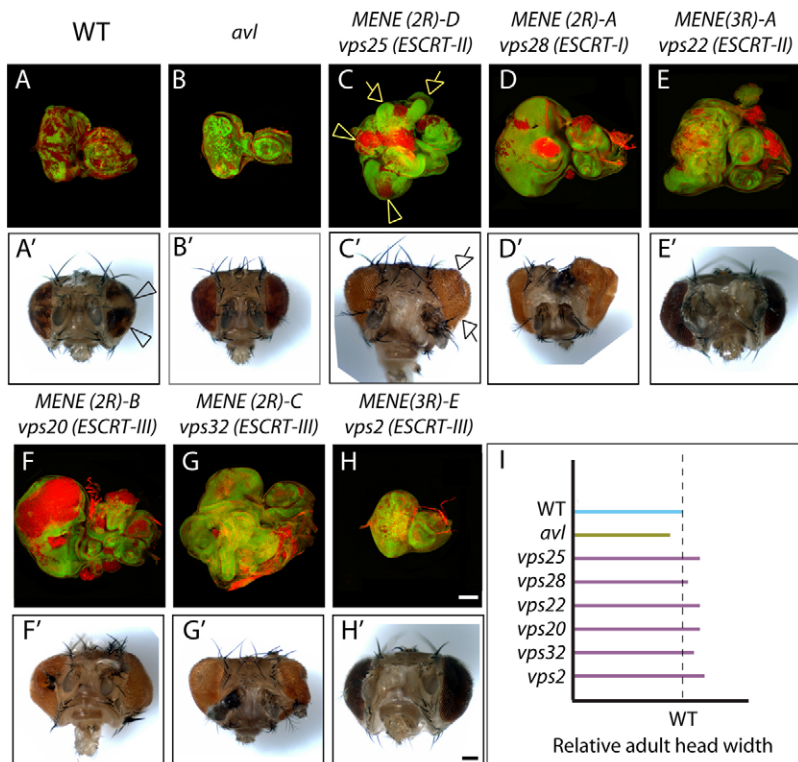 WT
avl
MENE (2R)-D
vps25 (ESCRT-II)
MENE (2R)-A
vps28 (ESCRT-I)
MENE(3R)-A
vps22 (ESCRT-II)
A
B
C
D
E
A′
B′
C′
D′
E′
MENE (2R)-B
vps20 (ESCRT-III)
MENE (2R)-C
vps32 (ESCRT-III)
MENE(3R)-E
vps2 (ESCRT-III)
F
G
H
F′
G′
H′
I
WT
avl
vps25
vps28
vps22
vps20
vps32
vps2
WT
Relative adult head width